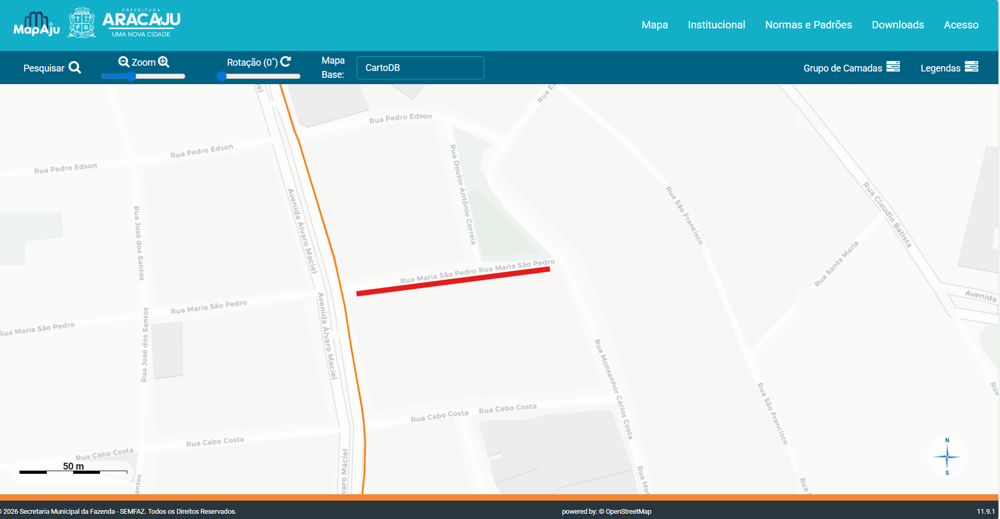 MapAju
PREFEITURA
ARACAJU
UMA NOVA CIDADE
Mapa
Institucional
Normas e Padrões
Downloads
Acesso
Pesquisar
Zoom
Rotação (0°)
Mapa
Base:
CartoDB
Grupo de Camadas
Legendas
Rua Pedro Edson
Rua Pedro Edson
Rua Pedro Edson
Rua José dos Santos
Avenida Álvaro Maciel
Rua Doutor Antônio Correia
Rua São Francisco
Rua Claudio Batista
Rua Santa Maria
Avenida
Rua Maria São Pedro Rua Maria São Pedro
Rua Maria São Pedro
Rua Maria São Pedro
Rua José dos Santos
Avenida Álvaro Maciel
Rua Monsenhor Carlos Costa
Rua São Francisco
Rua Cabo Costa
Rua Cabo Costa
Rua Cabo Costa
Rua Cabo Costa
N
S
50 m
© 2026 Secretaria Municipal da Fazenda - SEMFAZ. Todos os Direitos Reservados.
powered by: © OpenStreetMap
11.9.1